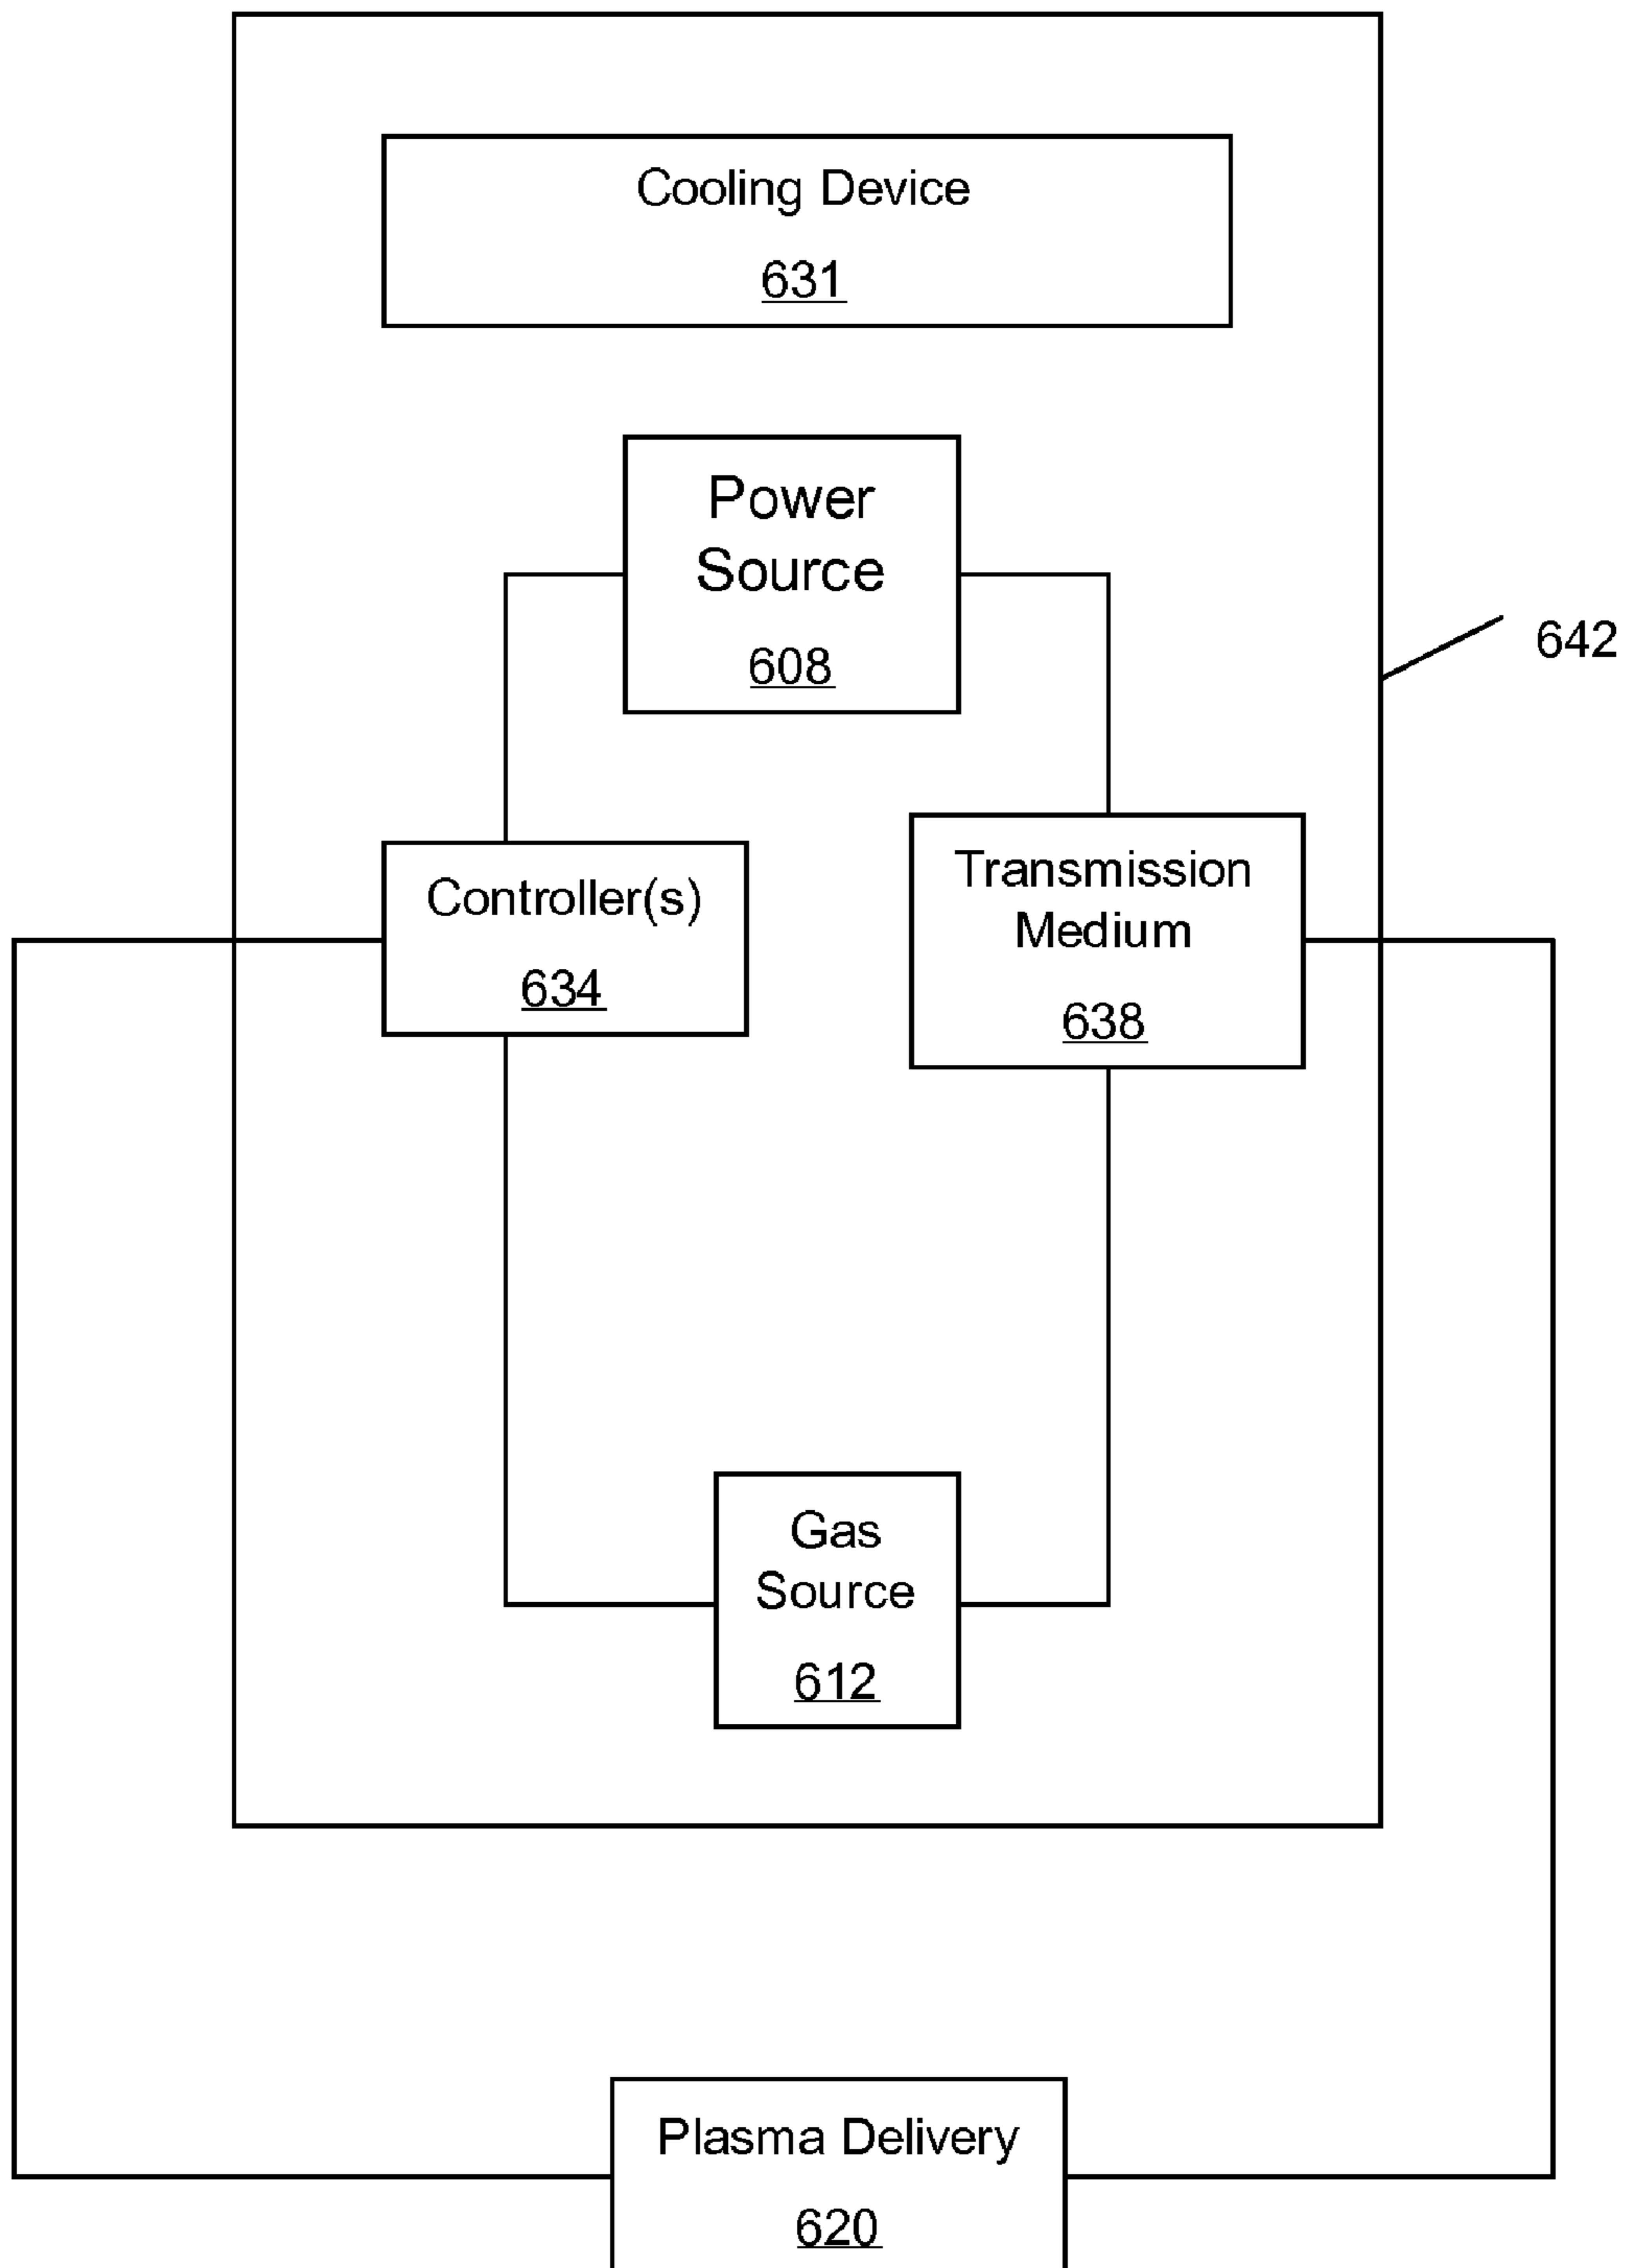 Cooling Device
631
Power
Source
608
642
Controller(s)
634
Transmission
Medium
638
Gas
Source
612
Plasma Delivery
620